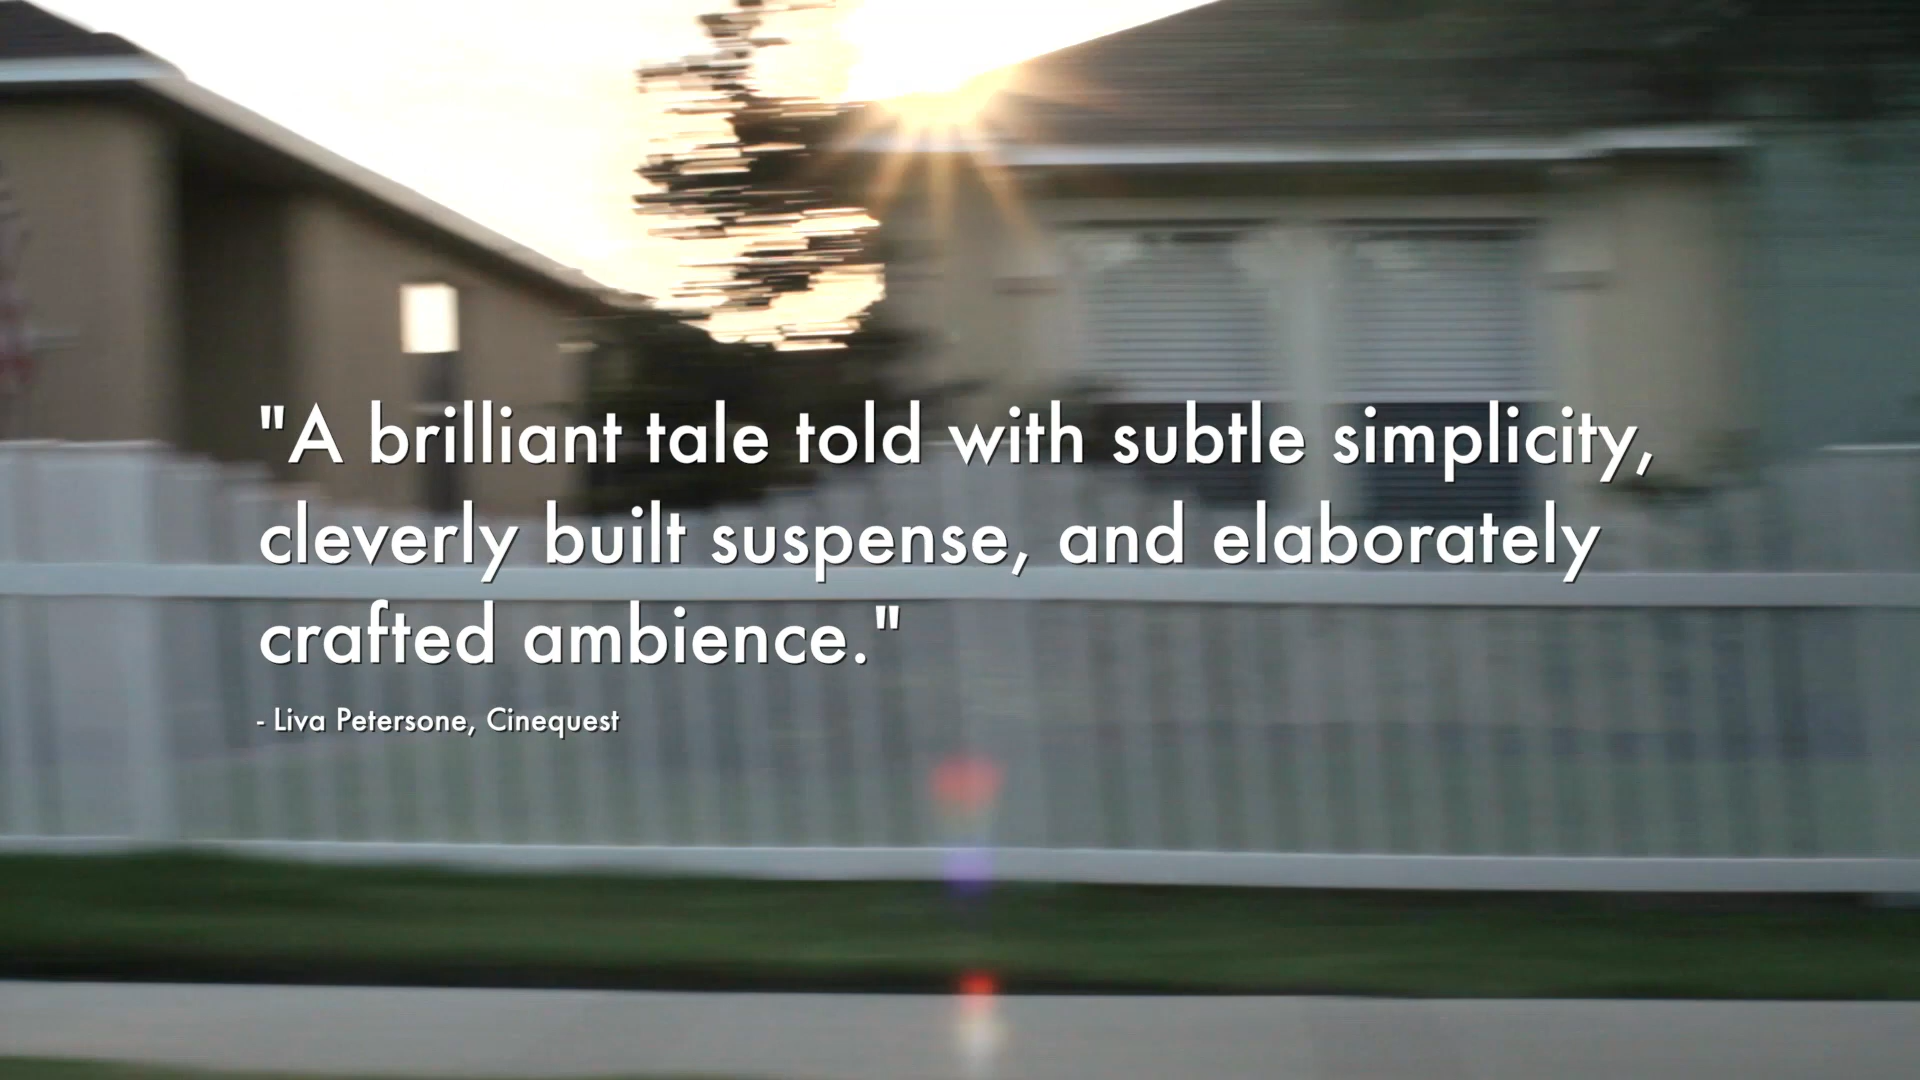 "A brilliant tale told with subtle simplicity,
cleverly built suspense, and elaborately
crafted ambience."
- Liva Petersone, Cinequest